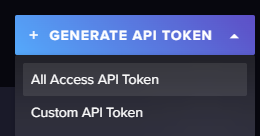 + GENERATE API TOKEN
All Access API Token
Custom API Token